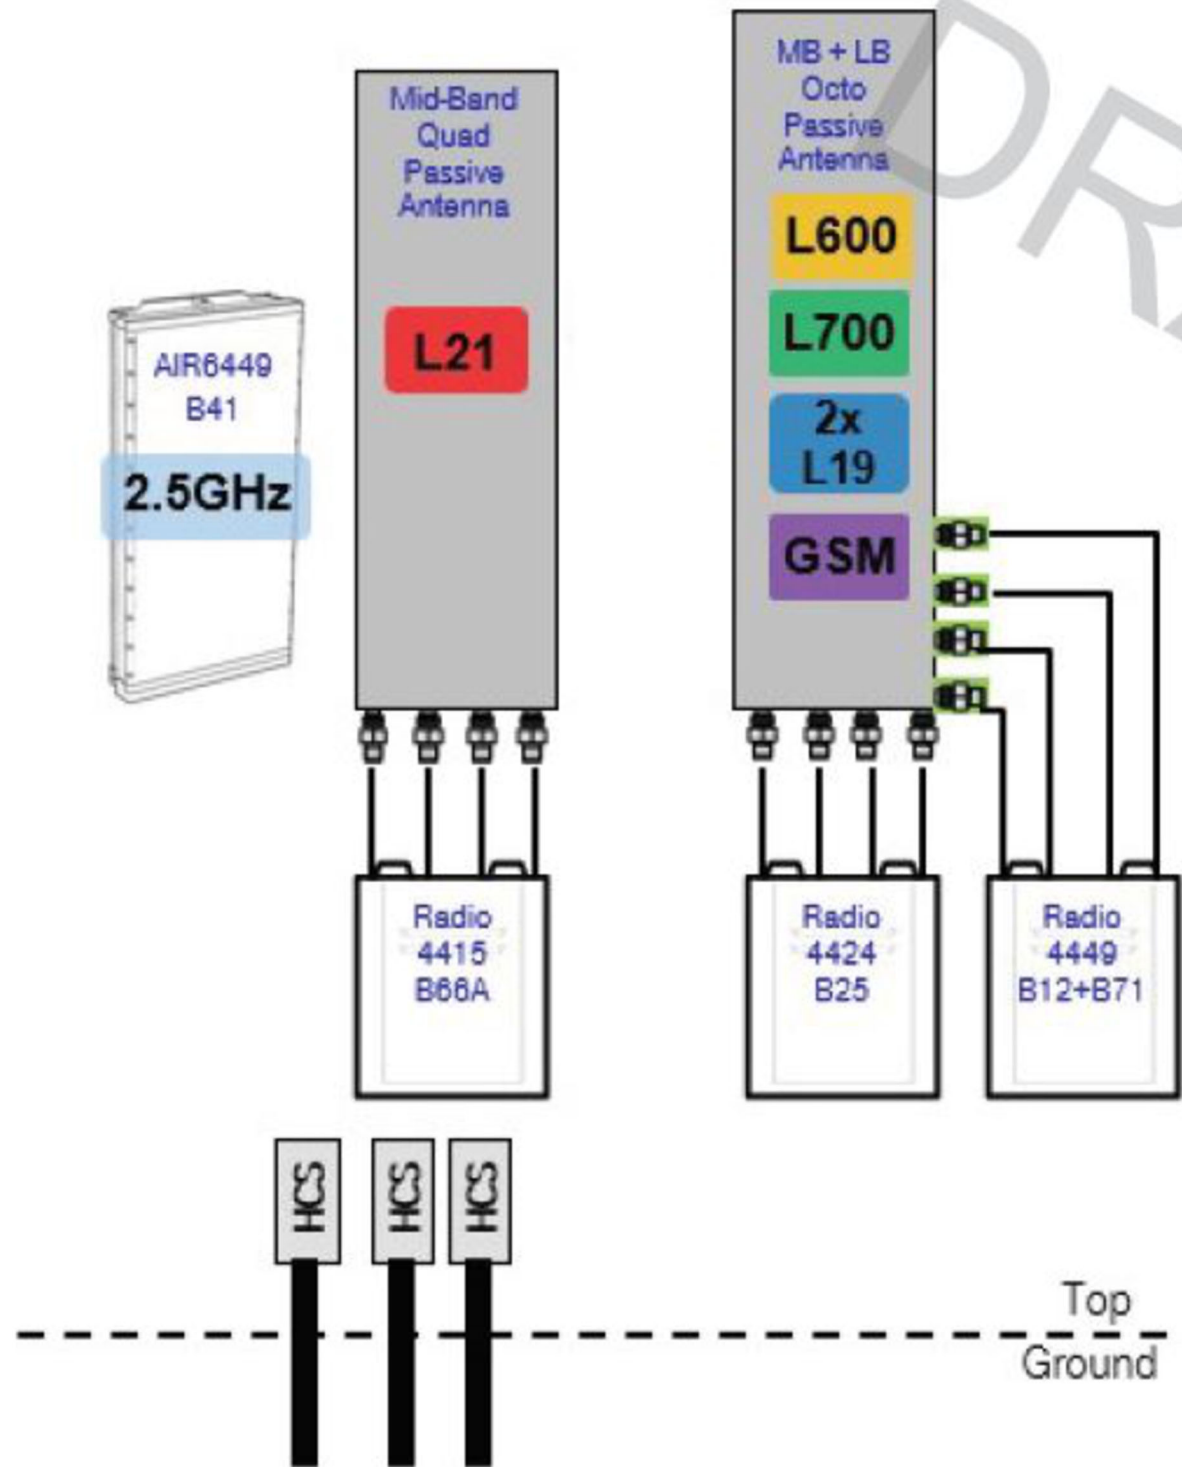 Mid-Band
Quad
Passive
Antenna
L21
MB + LB
Octo
Passive
Antenna
L600
L700
2x
L19
GSM
AIR6449
B41
2.5GHz
Radio
4415
B66A
Radio
4424
B25
Radio
4449
B12+B71
HCS
HCS
HCS
Top
Ground
DR